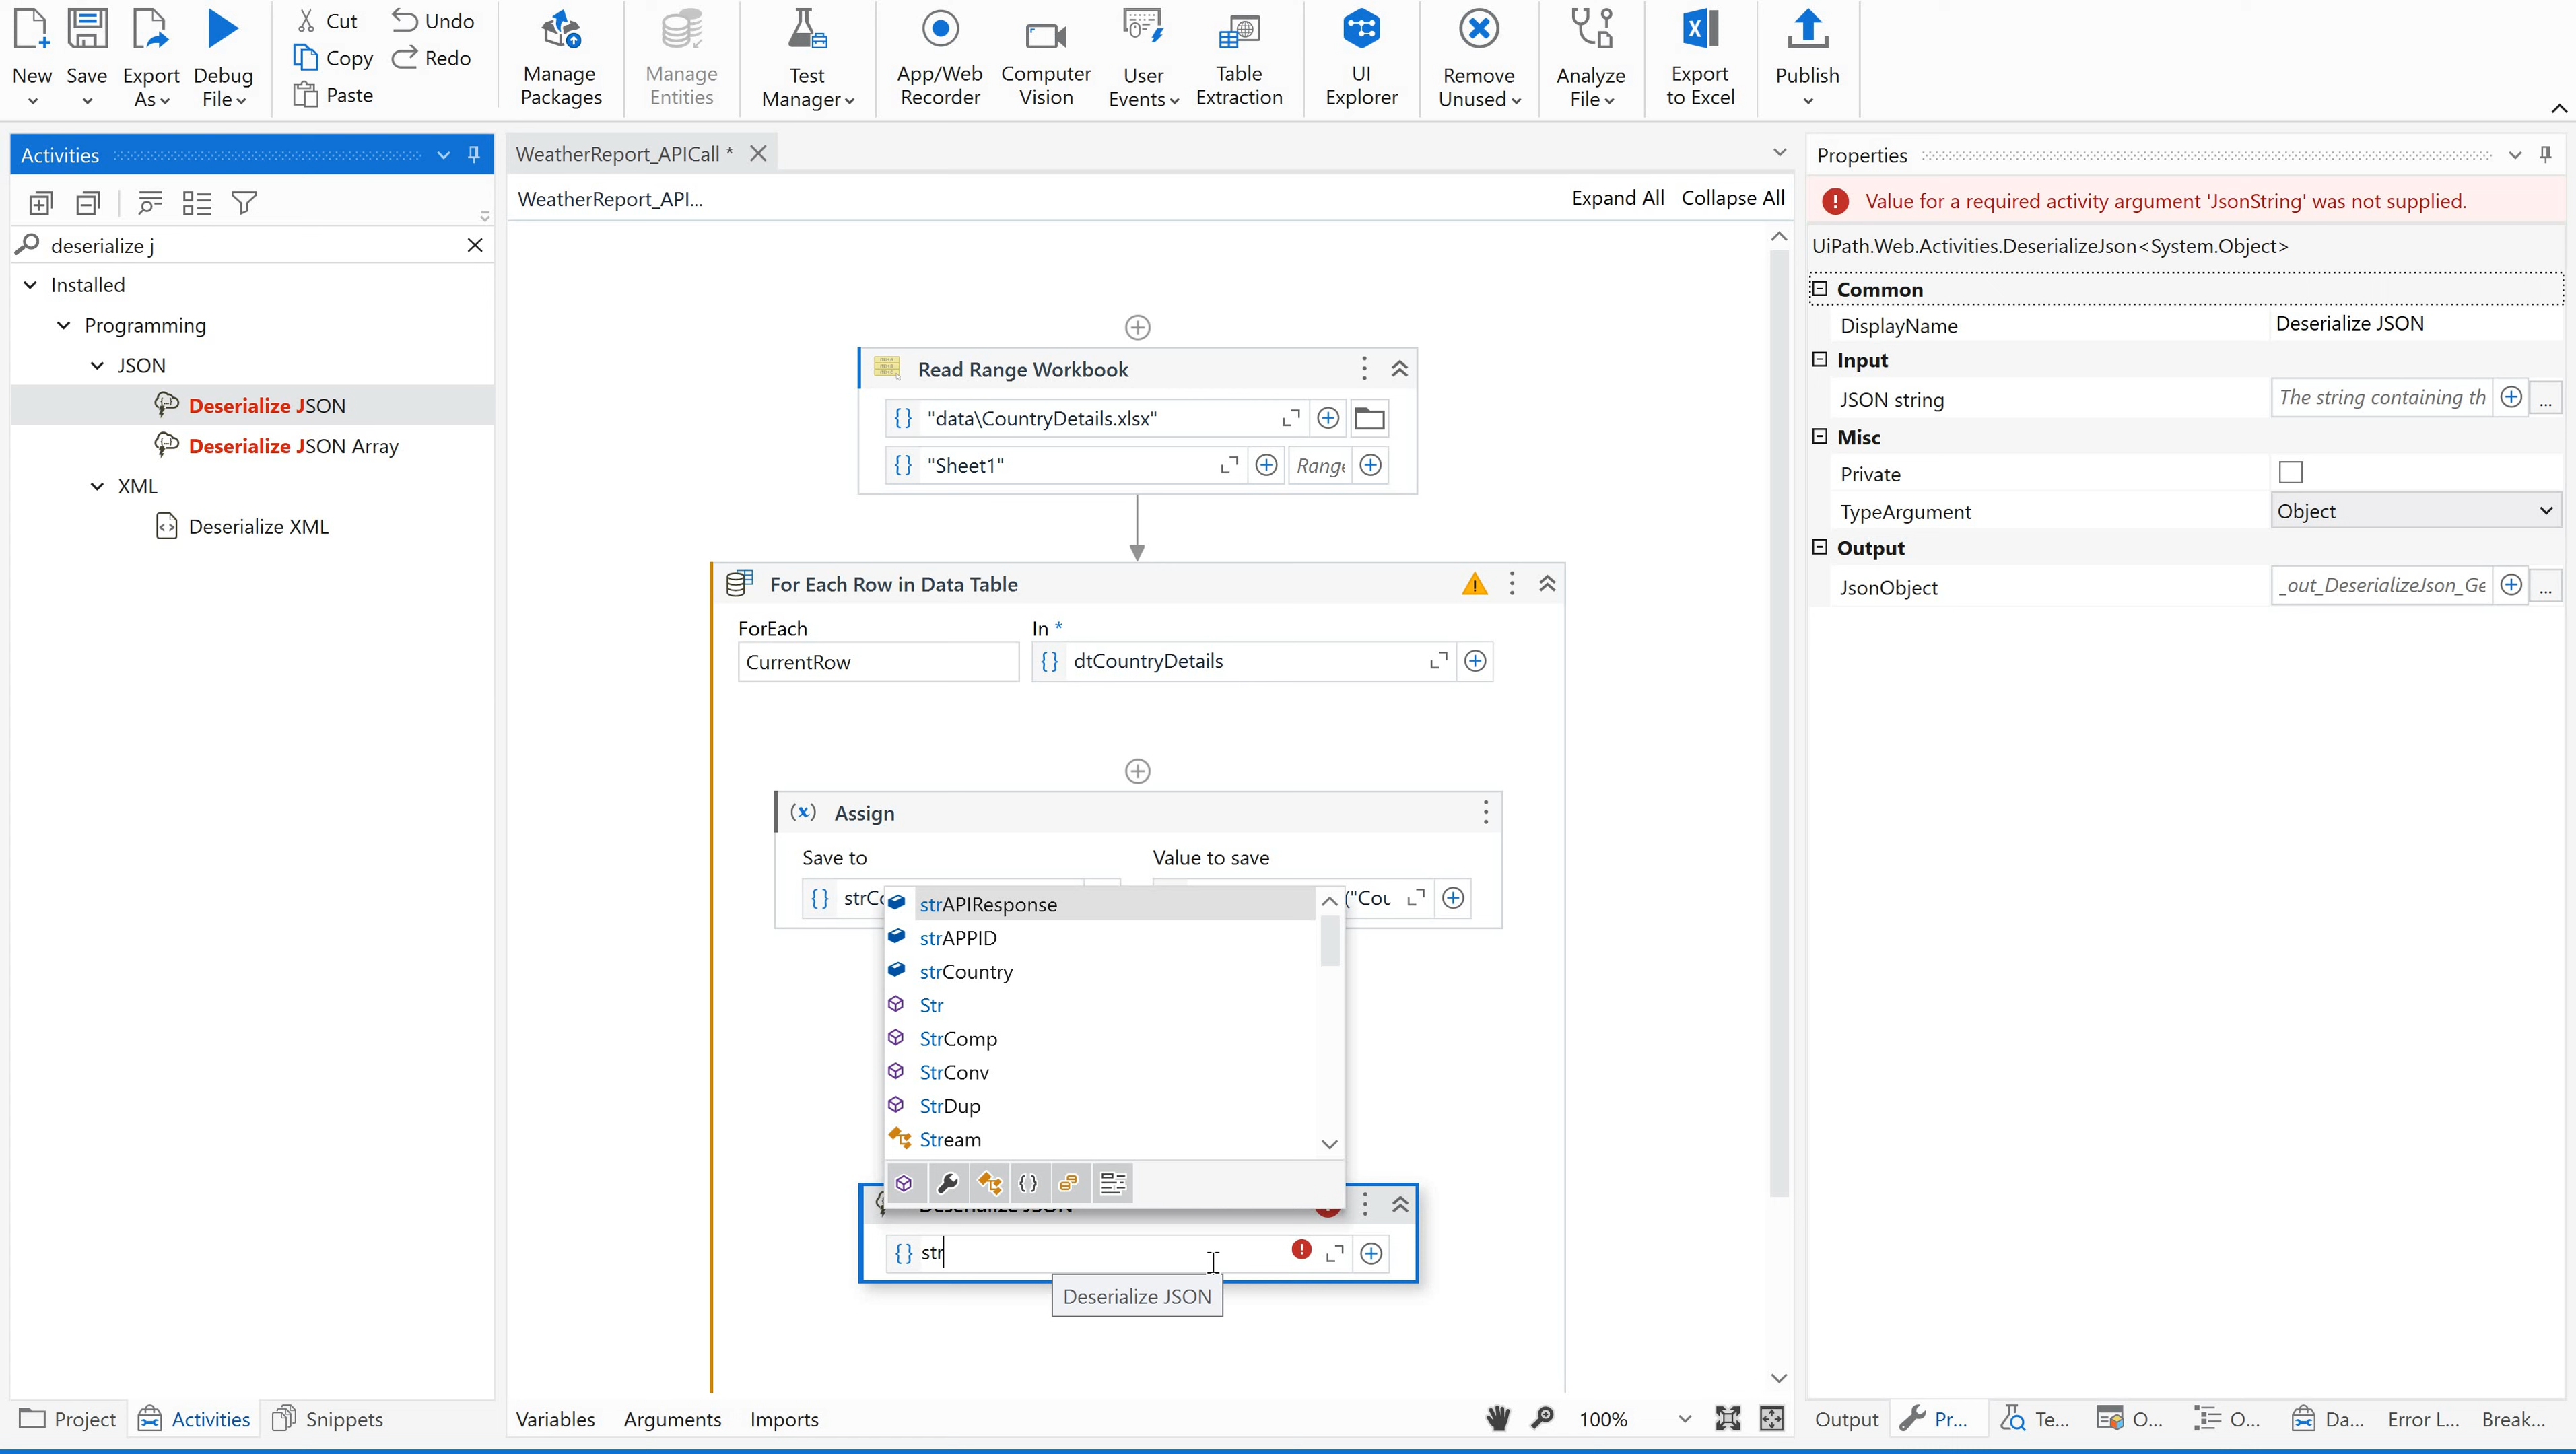 New
Save
Export
As
Debug
File
Cut
Copy
Paste
Undo
Redo
Manage
Packages
Manage
Entities
Test
Manager
App/Web
Recorder
Computer
Vision
User
Events
Table
Extraction
UI
Explorer
Remove
Unused
Analyze
File
Export
to Excel
Publish
Activities
deserialize j
Installed
Programming
JSON
Deserialize JSON
Deserialize JSON Array
XML
Deserialize XML
WeatherReport_APICall *
WeatherReport_API...
Expand All
Collapse All
Read Range Workbook
"data\CountryDetails.xlsx"
"Sheet1"
Range
For Each Row in Data Table
ForEach
In *
CurrentRow
dtCountryDetails
Assign
Save to
Value to save
strCo
("Cou
strAPIResponse
strAPPID
strCountry
Str
StrComp
StrConv
StrDup
Stream
Deserialize JSON
str
Deserialize JSON
Properties
Value for a required activity argument 'JsonString' was not supplied.
UiPath.Web.Activities.DeserializeJson<System.Object>
Common
DisplayName
Deserialize JSON
Input
JSON string
The string containing th
...
Misc
Private
TypeArgument
Object
Output
JsonObject
_out_DeserializeJson_Ge
...
Project
Activities
Snippets
Variables
Arguments
Imports
100%
Output
Pr...
Te...
O...
O...
Da...
Error L...
Break...